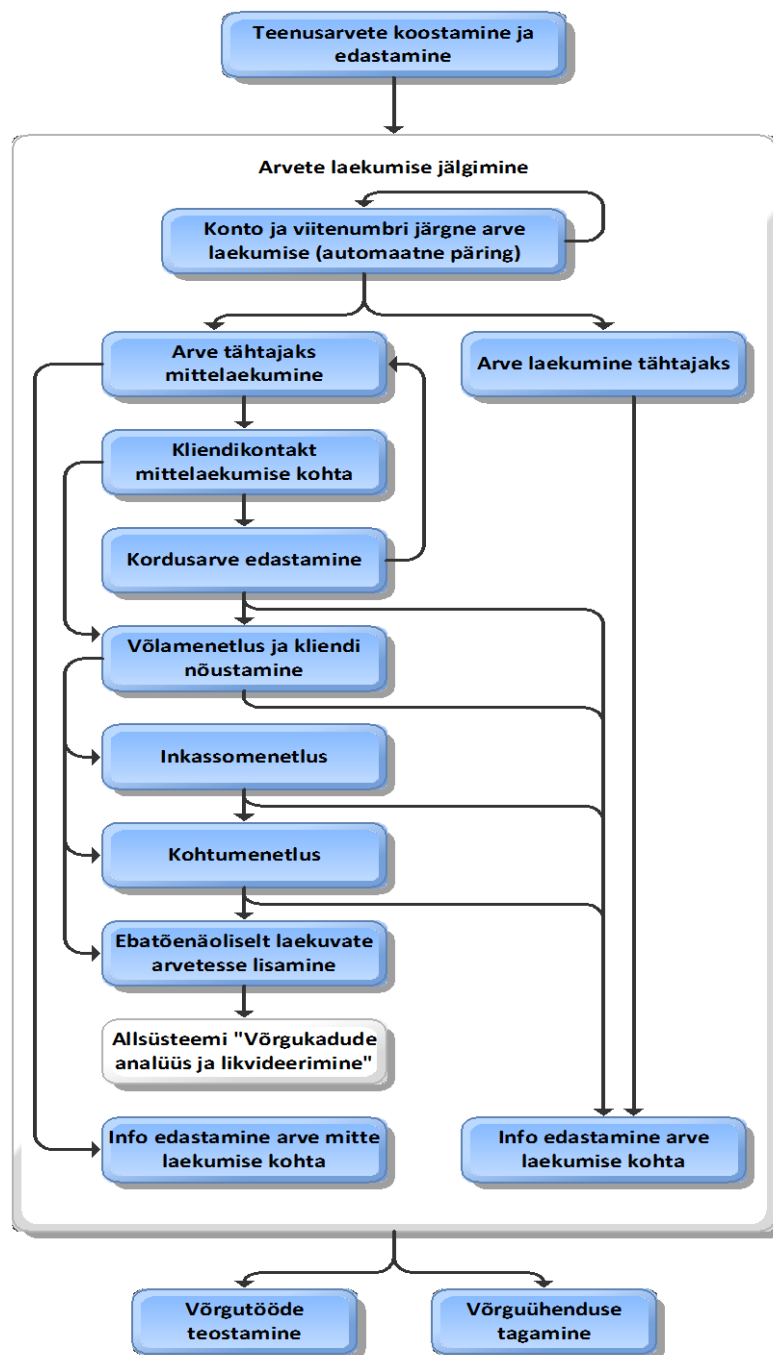 Teenusarvete koostamine ja
edastamine
Arvete laekumise jälgimine
Konto ja viitenumbri järgne arve
laekumise (automaatne päring)
Arve tähtajaks
mittelaekumine
Arve laekumine tähtajaks
Kliendikontakt
mittelaekumise kohta
Kordusarve edastamine
Võlamenetlus ja kliendi
nõustamine
Inkassomenetlus
Kohtumenetlus
Ebatõenäoliselt laekuvate
arvetesse lisamine
Allsüsteemi "Võrgukadude
analüüs ja likvideerimine"
Info edastamine arve mitte
laekumise kohta
Info edastamine arve
laekumise kohta
Võrgutööde
teostamine
Võrguühenduse
tagamine